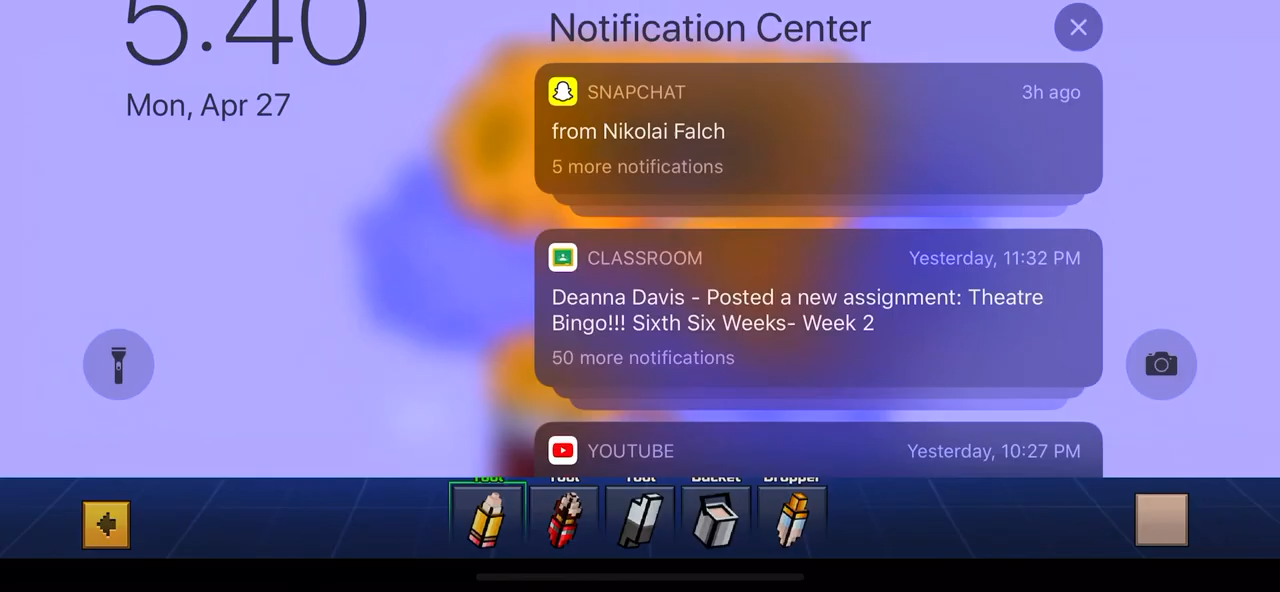 5:40
Mon, Apr 27
Notification Center
SNAPCHAT 3h ago
from Nikolai Falch
5 more notifications
CLASSROOM Yesterday, 11:32 PM
Deanna Davis - Posted a new assignment: Theatre
Bingo!!! Sixth Six Weeks- Week 2
50 more notifications
YOUTUBE Yesterday, 10:27 PM
Tool Tool Tool Bucket Dropper